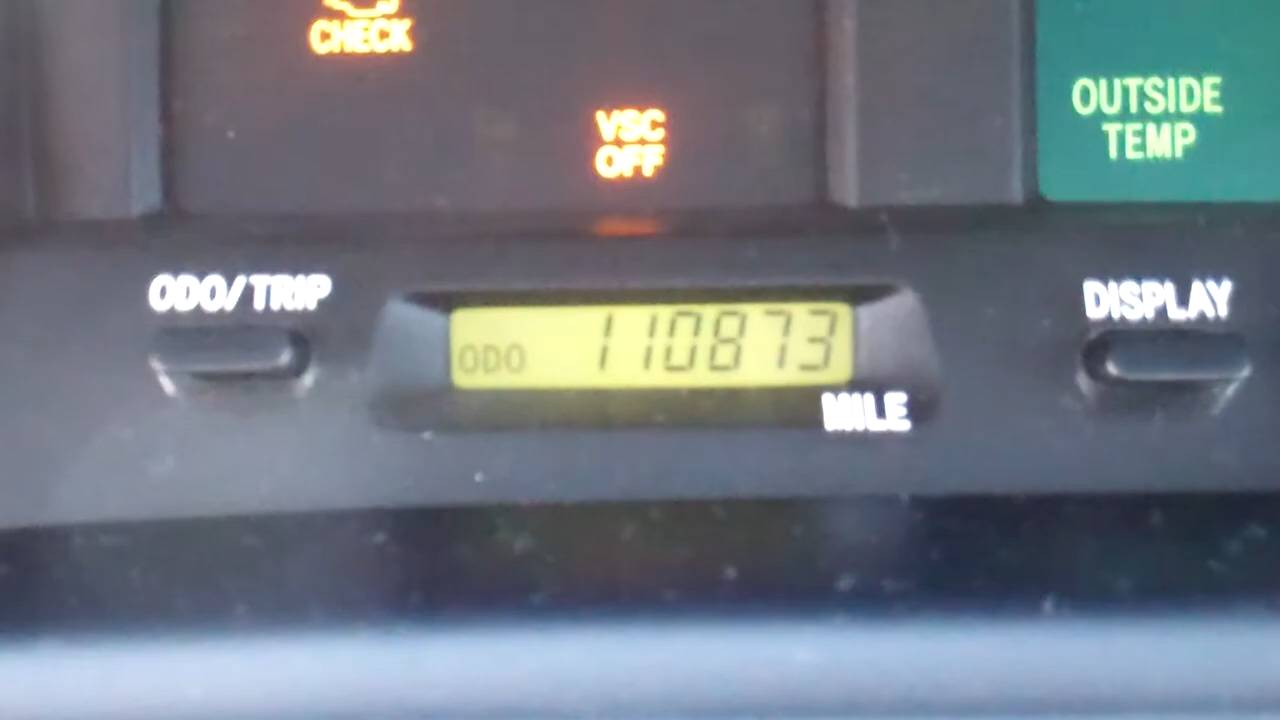 CHECK
VSC
OFF
OUTSIDE
TEMP
ODO/TRIP
DISPLAY
ODO 110873
MILE